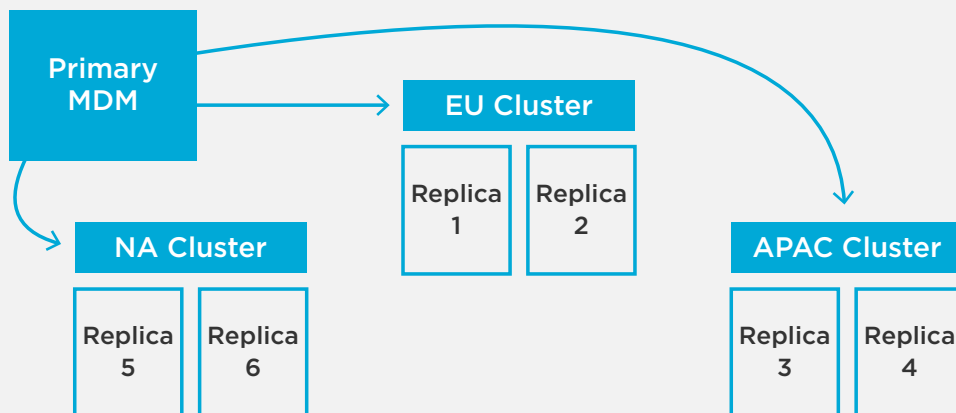 Primary
MDM
EU Cluster
Replica
1
Replica
2
NA Cluster
Replica
5
Replica
6
APAC Cluster
Replica
3
Replica
4